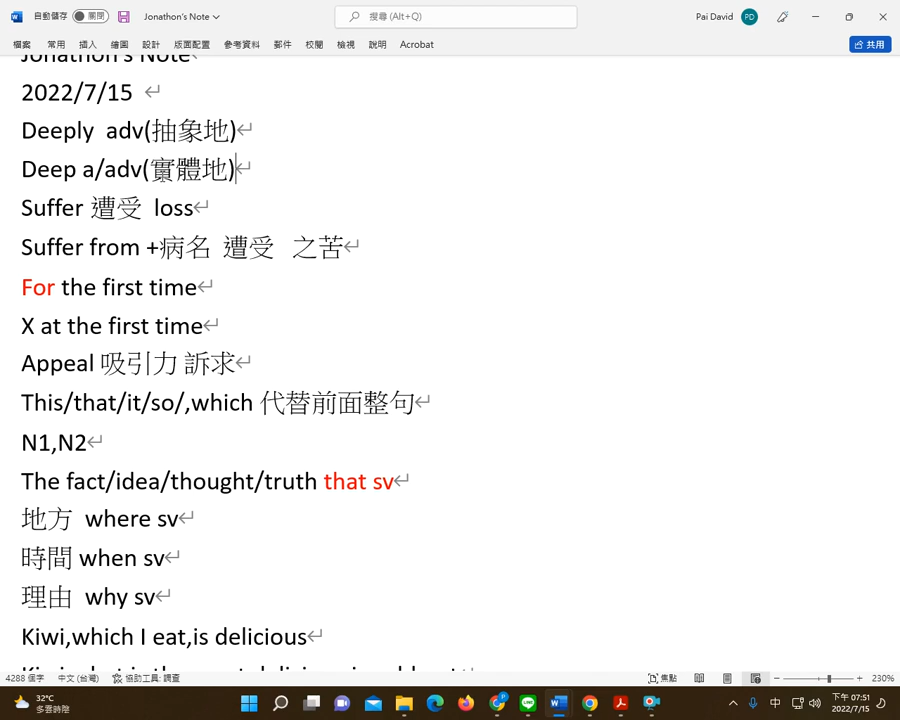 自動儲存 關閉 Jonathon's Note 搜尋 (Alt+Q) Pai David PD
檔案 常用 插入 繪圖 設計 版面配置 參考資料 郵件 校閱 檢視 說明 Acrobat 共用
Jonathon's Note
2022/7/15
Deeply adv(抽象地)
Deep a/adv(實體地)
Suffer 遭受 loss
Suffer from +病名 遭受 之苦
For the first time
X at the first time
Appeal 吸引力 訴求
This/that/it/so/,which 代替前面整句
N1,N2
The fact/idea/thought/truth that sv
地方 where sv
時間 when sv
理由 why sv
Kiwi,which I eat,is delicious
4288 個字 中文 (台灣) 協助工具: 調查 焦點 230%
32°C 多雲時陰 中 下午 07:51 2022/7/15